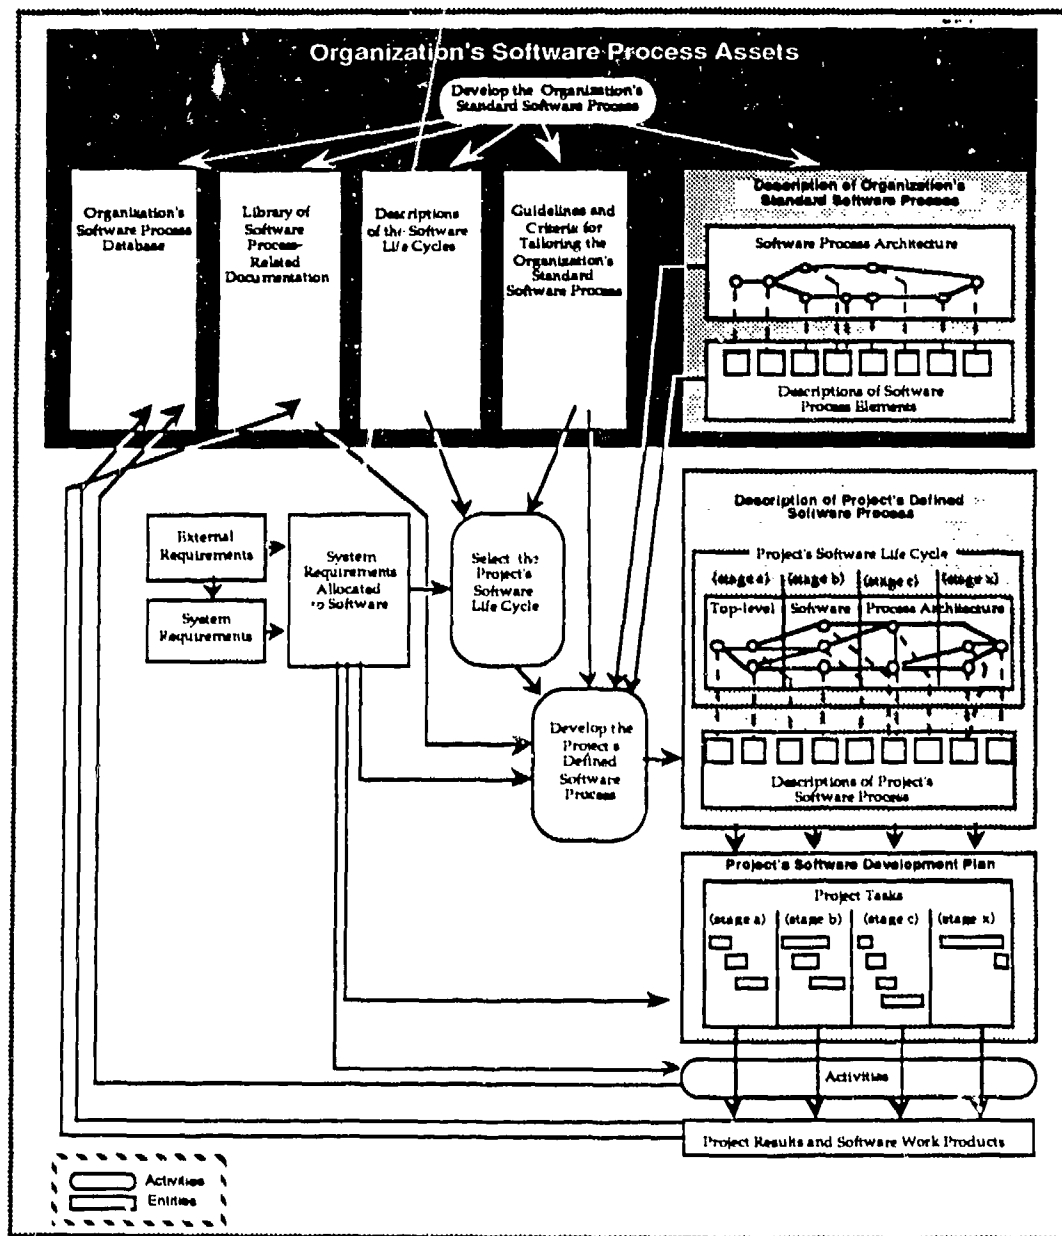 Organization's Software Process Assets
Develop the Organization's
Standard Software Process
Organization's
Software Process
Database
Library of
Software
Process-
Related
Documentation
Descriptions
of the Software
Life Cycles
Guidelines and
Criteria for
Tailoring the
Organization's
Standard
Software Process
Description of Organization's
Standard Software Process
Software Process Architecture
Descriptions of Software
Process Elements
External
Requirements
System
Requirements
System
Requirements
Allocated
to Software
Select the
Project's
Software
Life Cycle
Develop the
Project's
Defined
Software
Process
Description of Project's Defined
Software Process
Project's Software Life Cycle
(stage a) (stage b) (stage c) (stage x)
Top-level Software Process Architecture
Descriptions of Project's
Software Process
Project's Software Development Plan
Project Tasks
(stage a) (stage b) (stage c) (stage x)
Activities
Project Results and Software Work Products
Activities
Entities